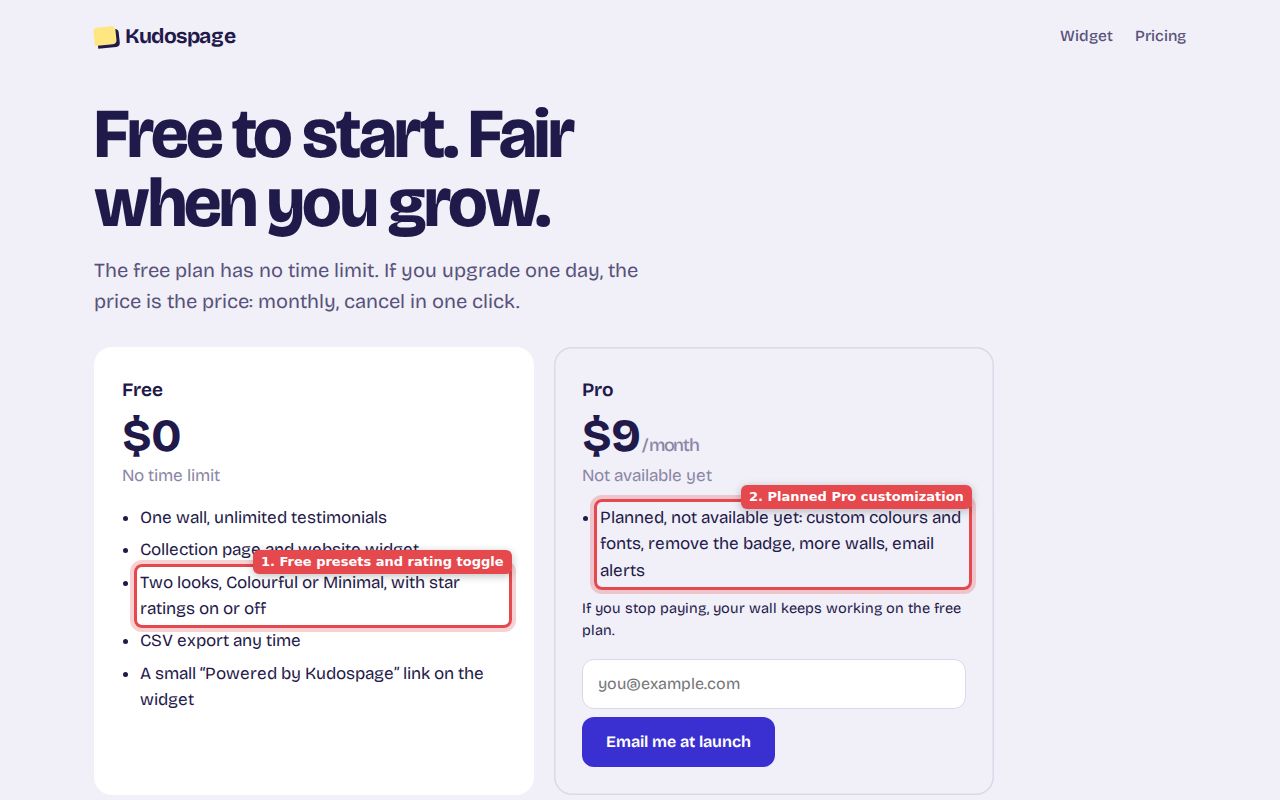 Kudospage
Widget
Pricing
Free to start. Fair
when you grow.
The free plan has no time limit. If you upgrade one day, the
price is the price: monthly, cancel in one click.
Free
$0
No time limit
• One wall, unlimited testimonials
• Collection page and website widget
1. Free presets and rating toggle
• Two looks, Colourful or Minimal, with star
ratings on or off
• CSV export any time
• A small “Powered by Kudospage” link on the
widget
Pro
$9/month
Not available yet
2. Planned Pro customization
• Planned, not available yet: custom colours and
fonts, remove the badge, more walls, email
alerts
If you stop paying, your wall keeps working on the free
plan.
you@example.com
Email me at launch